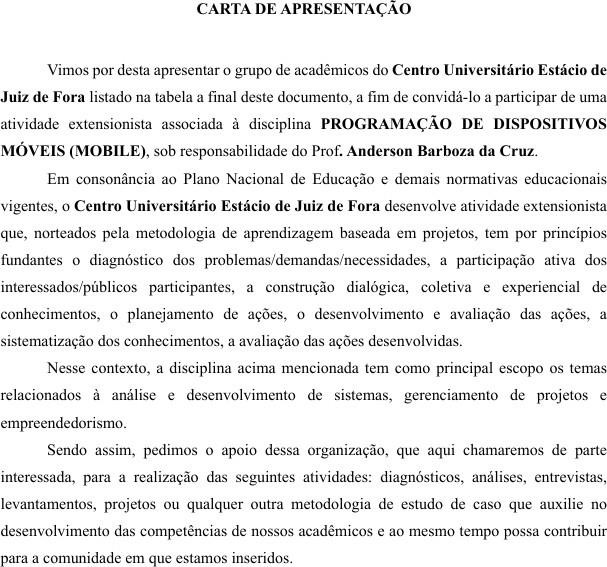 CARTA DE APRESENTAÇÃO
Vimos por desta apresentar o grupo de acadêmicos do Centro Universitário Estácio de
Juiz de Fora listado na tabela a final deste documento, a fim de convidá-lo a participar de uma
atividade extensionista associada à disciplina PROGRAMAÇÃO DE DISPOSITIVOS
MÓVEIS (MOBILE), sob responsabilidade do Prof. Anderson Barboza da Cruz.
Em consonância ao Plano Nacional de Educação e demais normativas educacionais
vigentes, o Centro Universitário Estácio de Juiz de Fora desenvolve atividade extensionista
que, norteados pela metodologia de aprendizagem baseada em projetos, tem por princípios
fundantes o diagnóstico dos problemas/demandas/necessidades, a participação ativa dos
interessados/públicos participantes, a construção dialógica, coletiva e experiencial de
conhecimentos, o planejamento de ações, o desenvolvimento e avaliação das ações, a
sistematização dos conhecimentos, a avaliação das ações desenvolvidas.
Nesse contexto, a disciplina acima mencionada tem como principal escopo os temas
relacionados à análise e desenvolvimento de sistemas, gerenciamento de projetos e
empreendedorismo.
Sendo assim, pedimos o apoio dessa organização, que aqui chamaremos de parte
interessada, para a realização das seguintes atividades: diagnósticos, análises, entrevistas,
levantamentos, projetos ou qualquer outra metodologia de estudo de caso que auxilie no
desenvolvimento das competências de nossos acadêmicos e ao mesmo tempo possa contribuir
para a comunidade em que estamos inseridos.